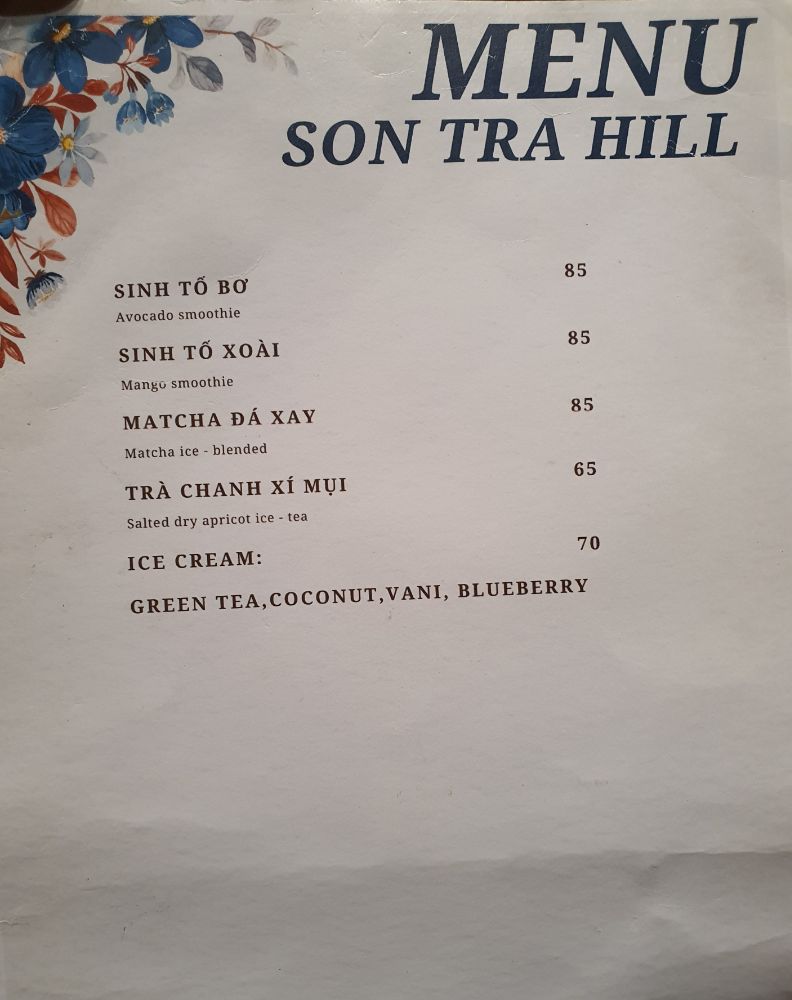 MENU
SON TRA HILL
SINH TỐ BƠ 85
Avocado smoothie
SINH TỐ XOÀI 85
Mango smoothie
MATCHA ĐÁ XAY 85
Matcha ice - blended
TRÀ CHANH XÍ MỤI 65
Salted dry apricot ice - tea
ICE CREAM: 70
GREEN TEA,COCONUT,VANI, BLUEBERRY